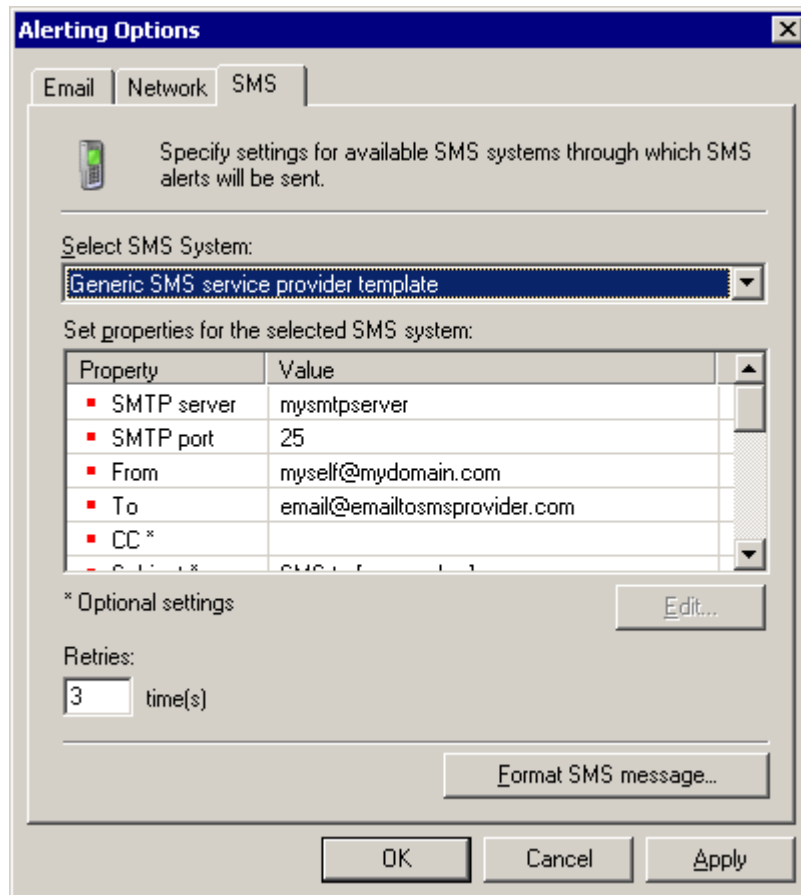 Alerting Options
Email Network SMS
Specify settings for available SMS systems through which SMS
alerts will be sent.
Select SMS System:
Generic SMS service provider template
Set properties for the selected SMS system:
Property Value
SMTP server mysmtpserver
SMTP port 25
From myself@mydomain.com
To email@emailtosmsprovider.com
CC *
* Optional settings
Edit...
Retries:
3 time(s)
Format SMS message...
OK Cancel Apply